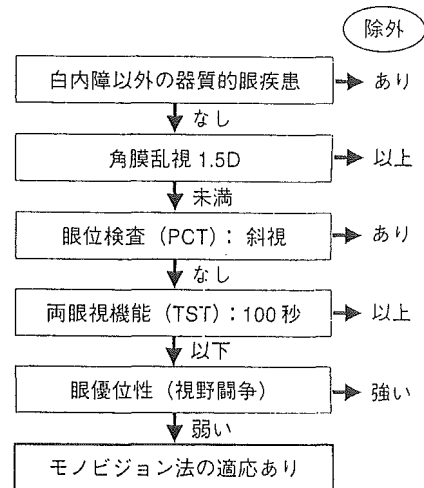 除外
白内障以外の器質的眼疾患 あり
なし
角膜乱視 1.5D 以上
未満
眼位検査（PCT）：斜視 あり
なし
両眼視機能（TST）：100 秒 以上
以下
眼優位性（視野闘争） 強い
弱い
モノビジョン法の適応あり